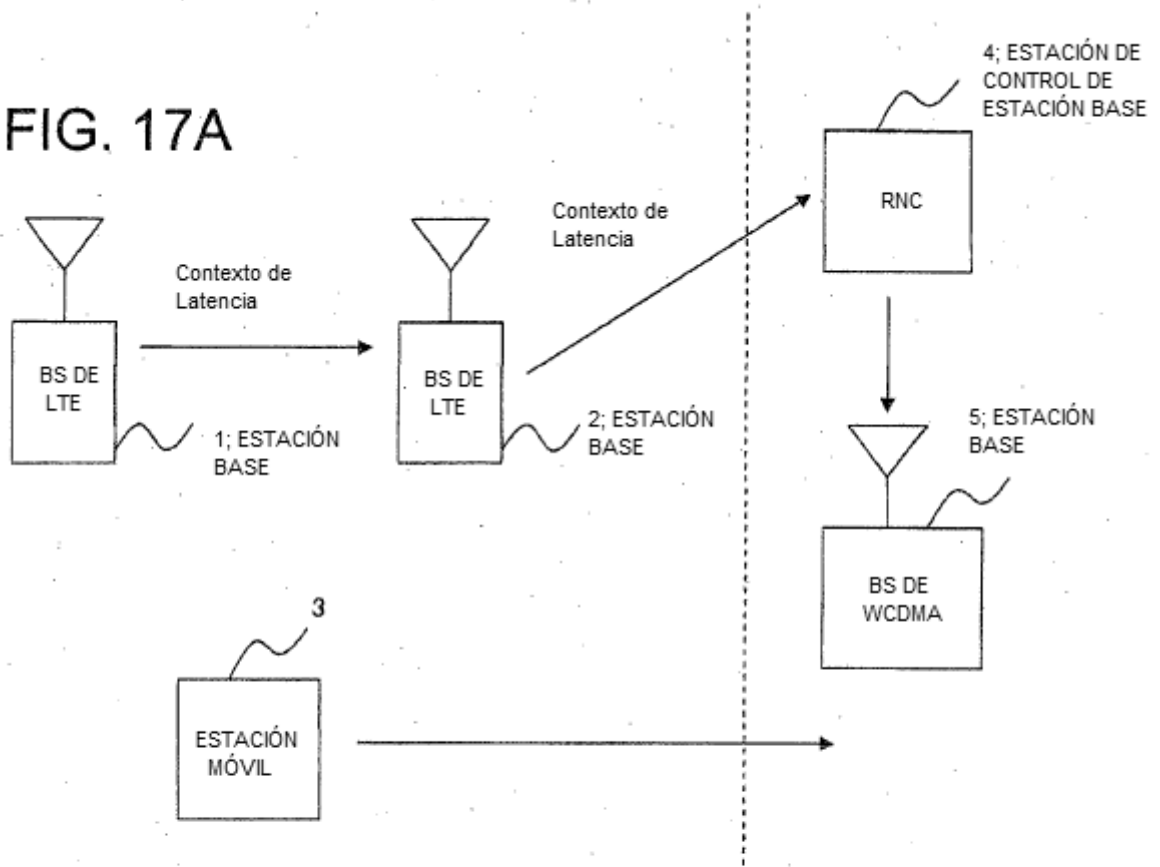 FIG. 17A
4; ESTACIÓN DE
CONTROL DE
ESTACIÓN BASE
RNC
Contexto de
Latencia
Contexto de
Latencia
BS DE
LTE
BS DE
LTE
1; ESTACIÓN
BASE
2; ESTACIÓN
BASE
5; ESTACIÓN
BASE
BS DE
WCDMA
3
ESTACIÓN
MÓVIL